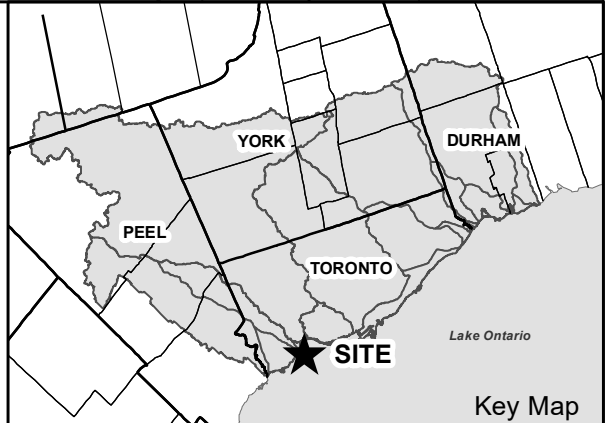 YORK
DURHAM
PEEL
TORONTO
Lake Ontario
SITE
Key Map